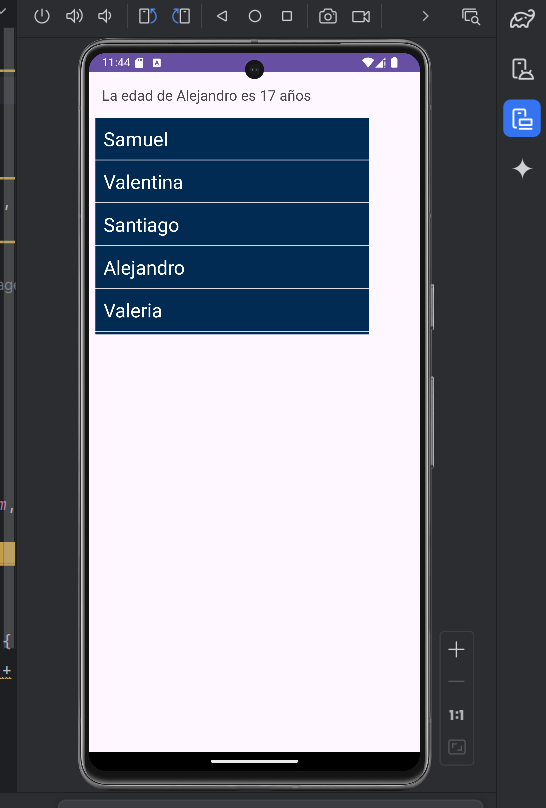 11:44
La edad de Alejandro es 17 años
Samuel
Valentina
Santiago
Alejandro
Valeria
1:1